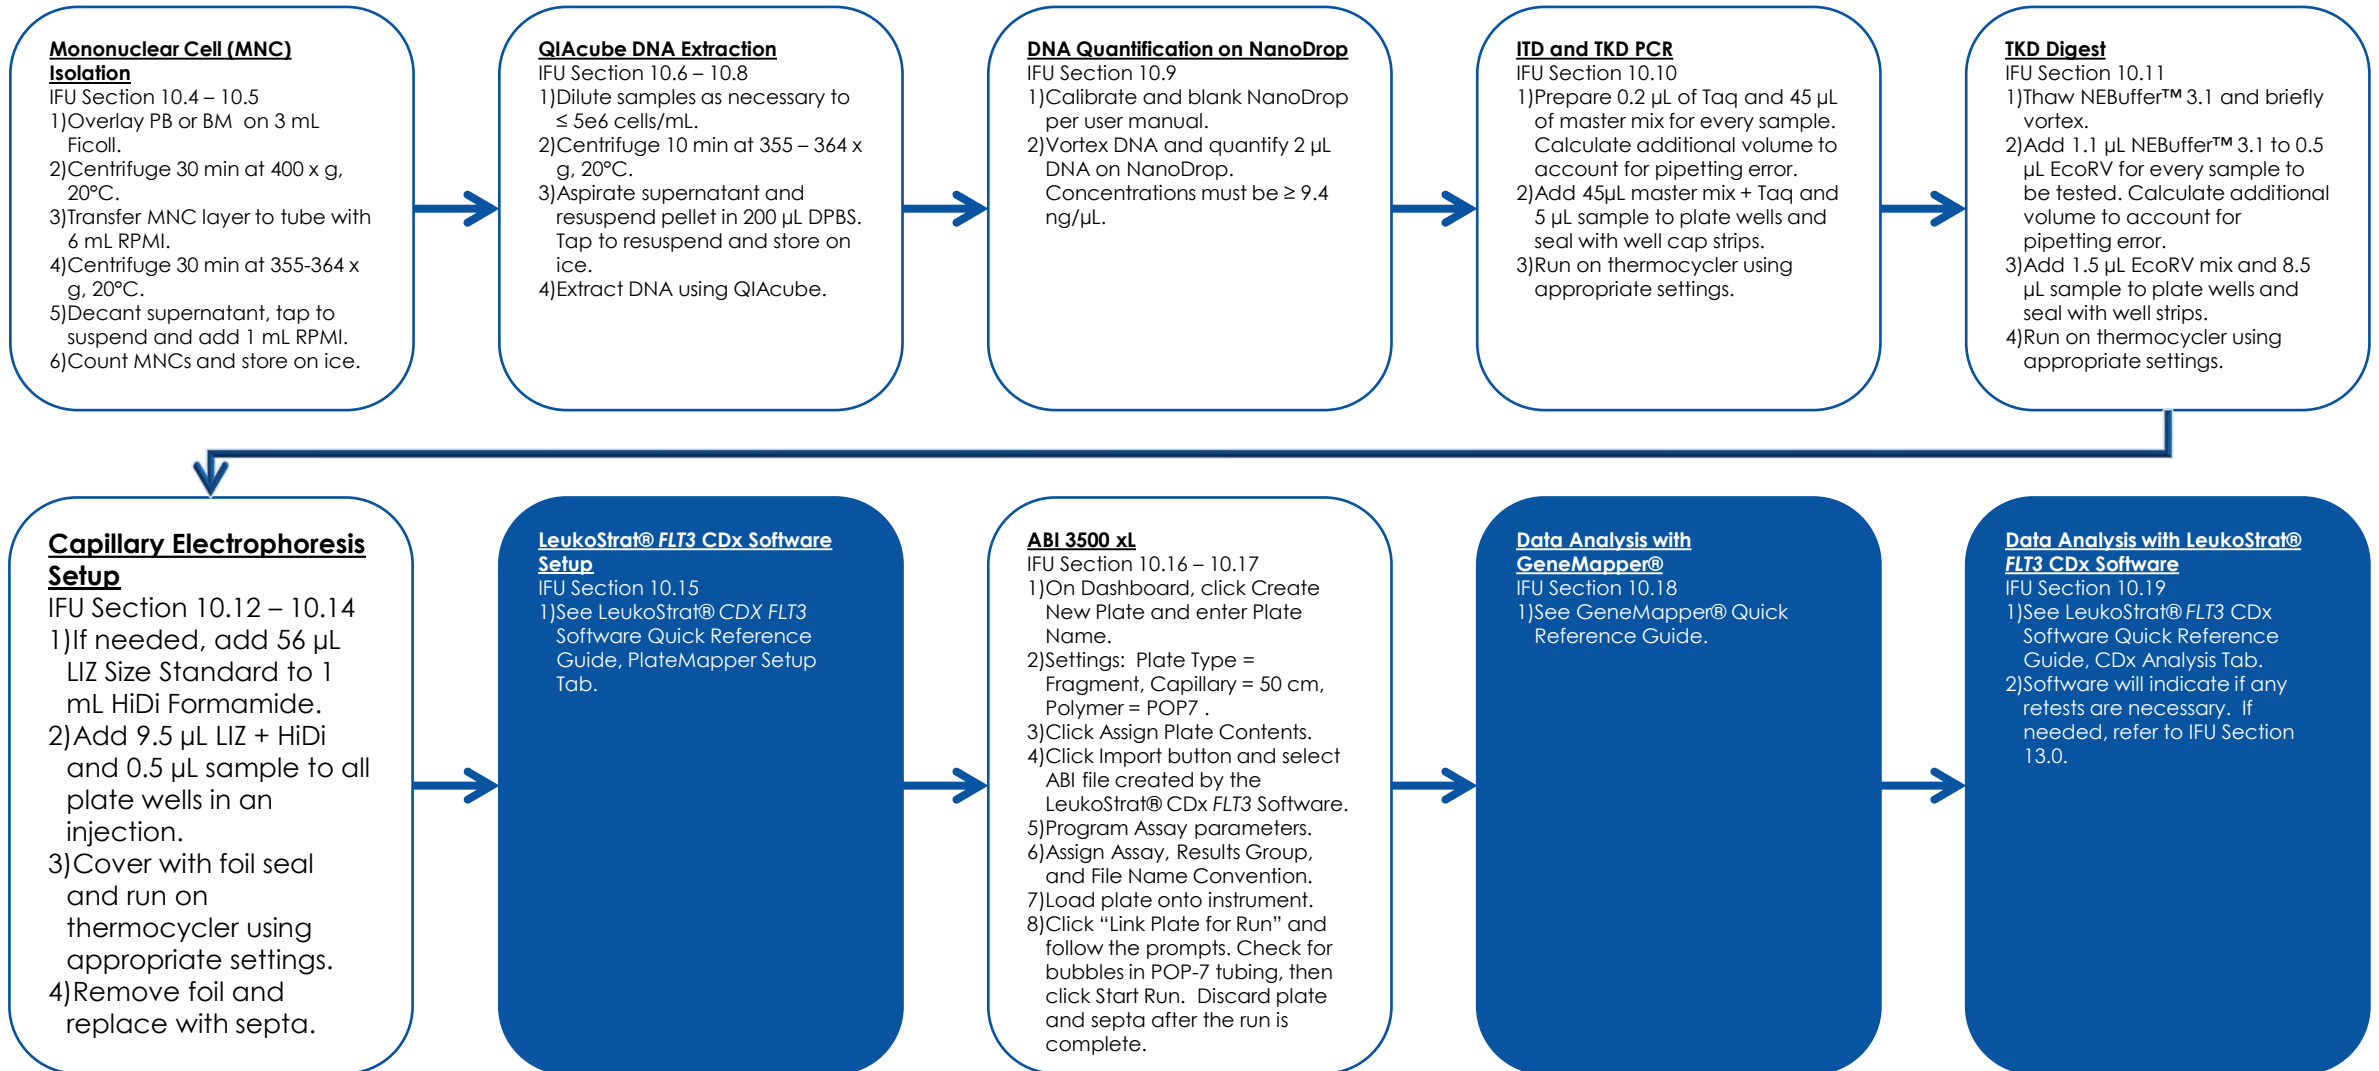 Mononuclear Cell (MNC)
Isolation
IFU Section 10.4 – 10.5
1)Overlay PB or BM  on 3 mL
Ficoll.
2)Centrifuge 30 min at 400 x g,
20°C.
3)Transfer MNC layer to tube with
6 mL RPMI.
4)Centrifuge 30 min at 355-364 x
g, 20°C.
5)Decant supernatant, tap to
suspend and add 1 mL RPMI.
6)Count MNCs and store on ice.
QIAcube DNA Extraction
IFU Section 10.6 – 10.8
1)Dilute samples as necessary to
≤ 5e6 cells/mL.
2)Centrifuge 10 min at 355 – 364 x
g, 20°C.
3)Aspirate supernatant and
resuspend pellet in 200 µL DPBS.
Tap to resuspend and store on
ice.
4)Extract DNA using QIAcube.
DNA Quantification on NanoDrop
IFU Section 10.9
1)Calibrate and blank NanoDrop
per user manual.
2)Vortex DNA and quantify 2 µL
DNA on NanoDrop.
Concentrations must be ≥ 9.4
ng/µL.
ITD and TKD PCR
IFU Section 10.10
1)Prepare 0.2 µL of Taq and 45 µL
of master mix for every sample.
Calculate additional volume to
account for pipetting error.
2)Add 45µL master mix + Taq and
5 µL sample to plate wells and
seal with well cap strips.
3)Run on thermocycler using
appropriate settings.
TKD Digest
IFU Section 10.11
1)Thaw NEBuffer™ 3.1 and briefly
vortex.
2)Add 1.1 µL NEBuffer™ 3.1 to 0.5
µL EcoRV for every sample to
be tested. Calculate additional
volume to account for
pipetting error.
3)Add 1.5 µL EcoRV mix and 8.5
µL sample to plate wells and
seal with well strips.
4)Run on thermocycler using
appropriate settings.
Capillary Electrophoresis
Setup
IFU Section 10.12 – 10.14
1)If needed, add 56 µL
LIZ Size Standard to 1
mL HiDi Formamide.
2)Add 9.5 µL LIZ + HiDi
and 0.5 µL sample to all
plate wells in an
injection.
3)Cover with foil seal
and run on
thermocycler using
appropriate settings.
4)Remove foil and
replace with septa.
LeukoStrat® FLT3 CDx Software
Setup
IFU Section 10.15
1)See LeukoStrat® CDX FLT3
Software Quick Reference
Guide, PlateMapper Setup
Tab.
ABI 3500 xL
IFU Section 10.16 – 10.17
1)On Dashboard, click Create
New Plate and enter Plate
Name.
2)Settings:  Plate Type =
Fragment, Capillary = 50 cm,
Polymer = POP7 .
3)Click Assign Plate Contents.
4)Click Import button and select
ABI file created by the
LeukoStrat® CDx FLT3 Software.
5)Program Assay parameters.
6)Assign Assay, Results Group,
and File Name Convention.
7)Load plate onto instrument.
8)Click “Link Plate for Run” and
follow the prompts. Check for
bubbles in POP-7 tubing, then
click Start Run.  Discard plate
and septa after the run is
complete.
Data Analysis with
GeneMapper®
IFU Section 10.18
1)See GeneMapper® Quick
Reference Guide.
Data Analysis with LeukoStrat®
FLT3 CDx Software
IFU Section 10.19
1)See LeukoStrat® FLT3 CDx
Software Quick Reference
Guide, CDx Analysis Tab.
2)Software will indicate if any
retests are necessary.  If
needed, refer to IFU Section
13.0.